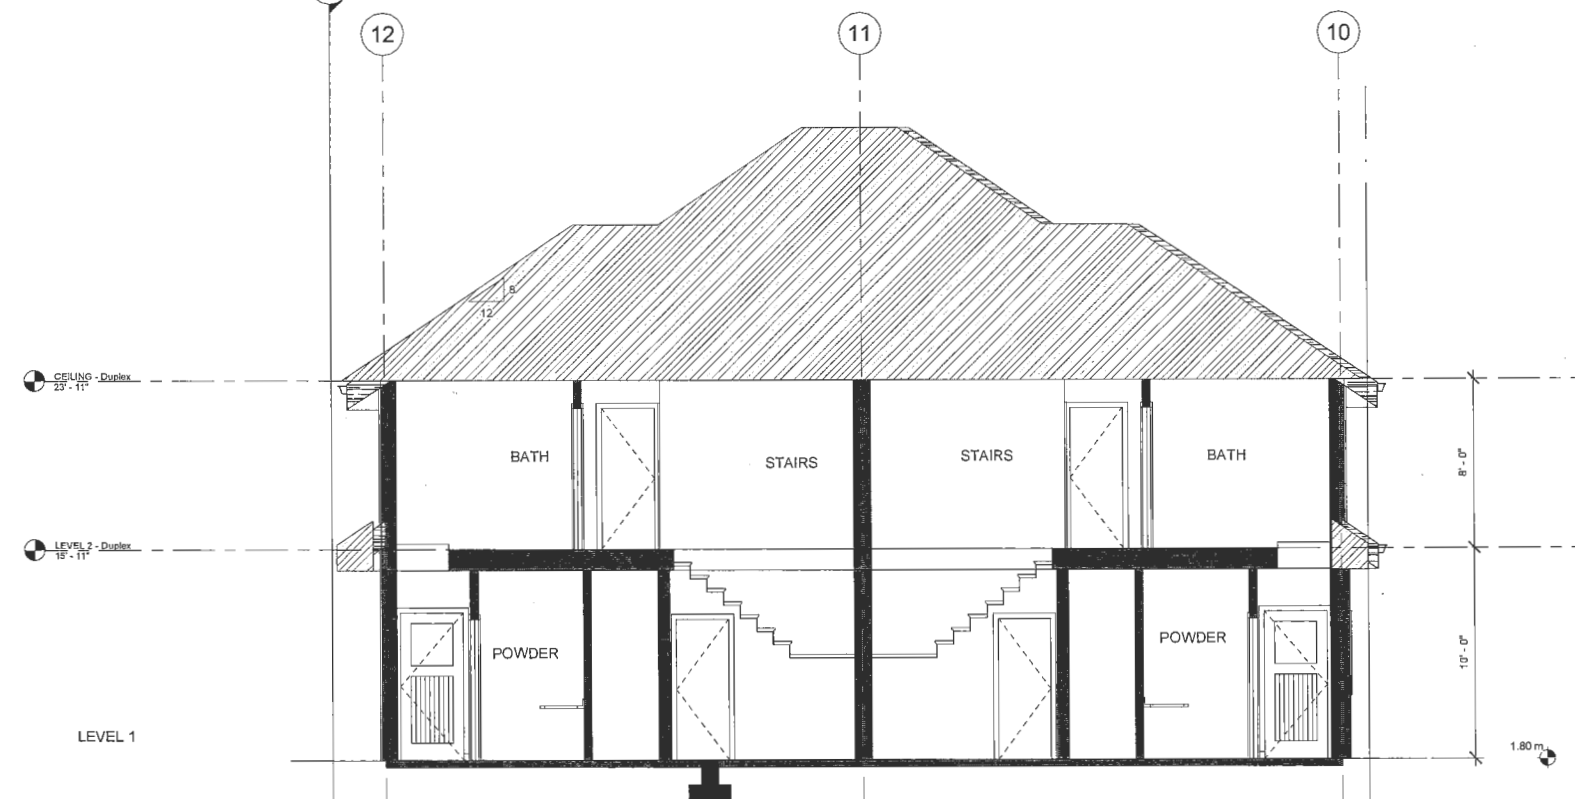 12
11
10
8
12
CEILING - Duplex
23' - 11"
BATH
STAIRS
STAIRS
BATH
8' - 0"
LEVEL 2 - Duplex
15' - 11"
POWDER
POWDER
10' - 0"
LEVEL 1
1.80 m